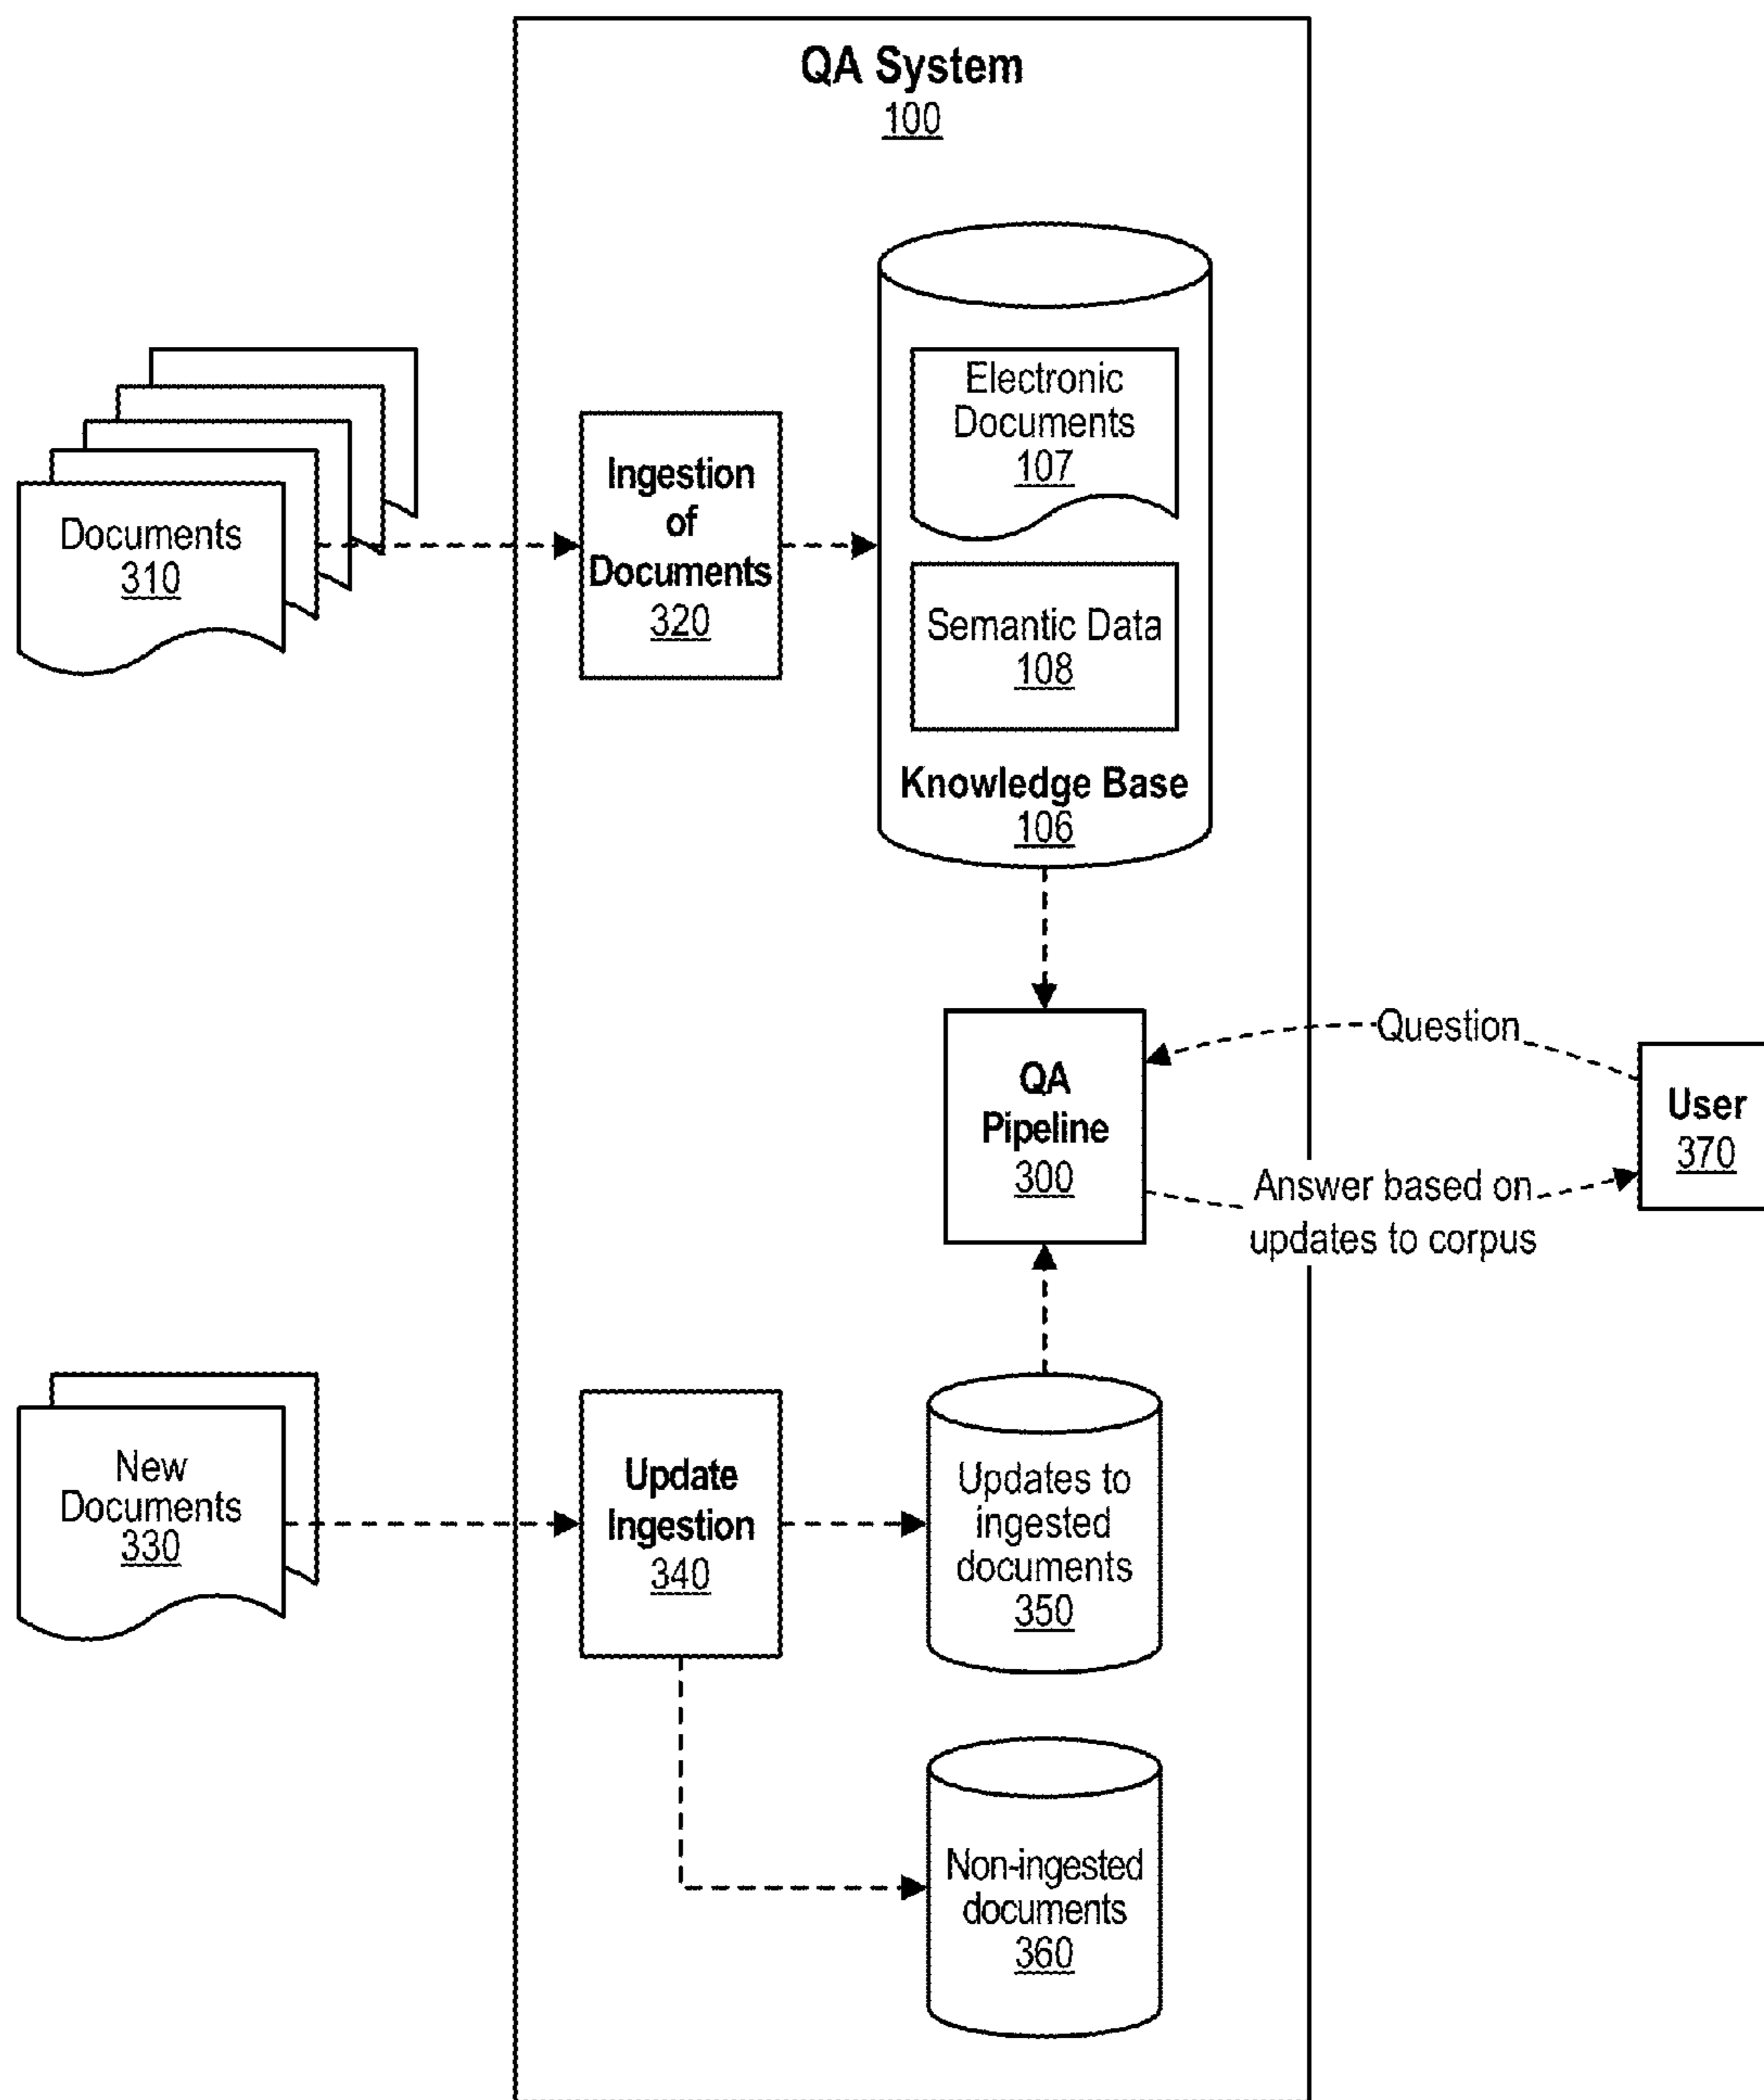 QA System
100
Electronic
Documents
107
Ingestion
of
Documents
320
Documents
310
Semantic Data
108
Knowledge Base
106
Question
QA
Pipeline
300
User
370
Answer based on
updates to corpus
New
Documents
330
Update
Ingestion
340
Updates to
ingested
documents
350
Non-ingested
documents
360